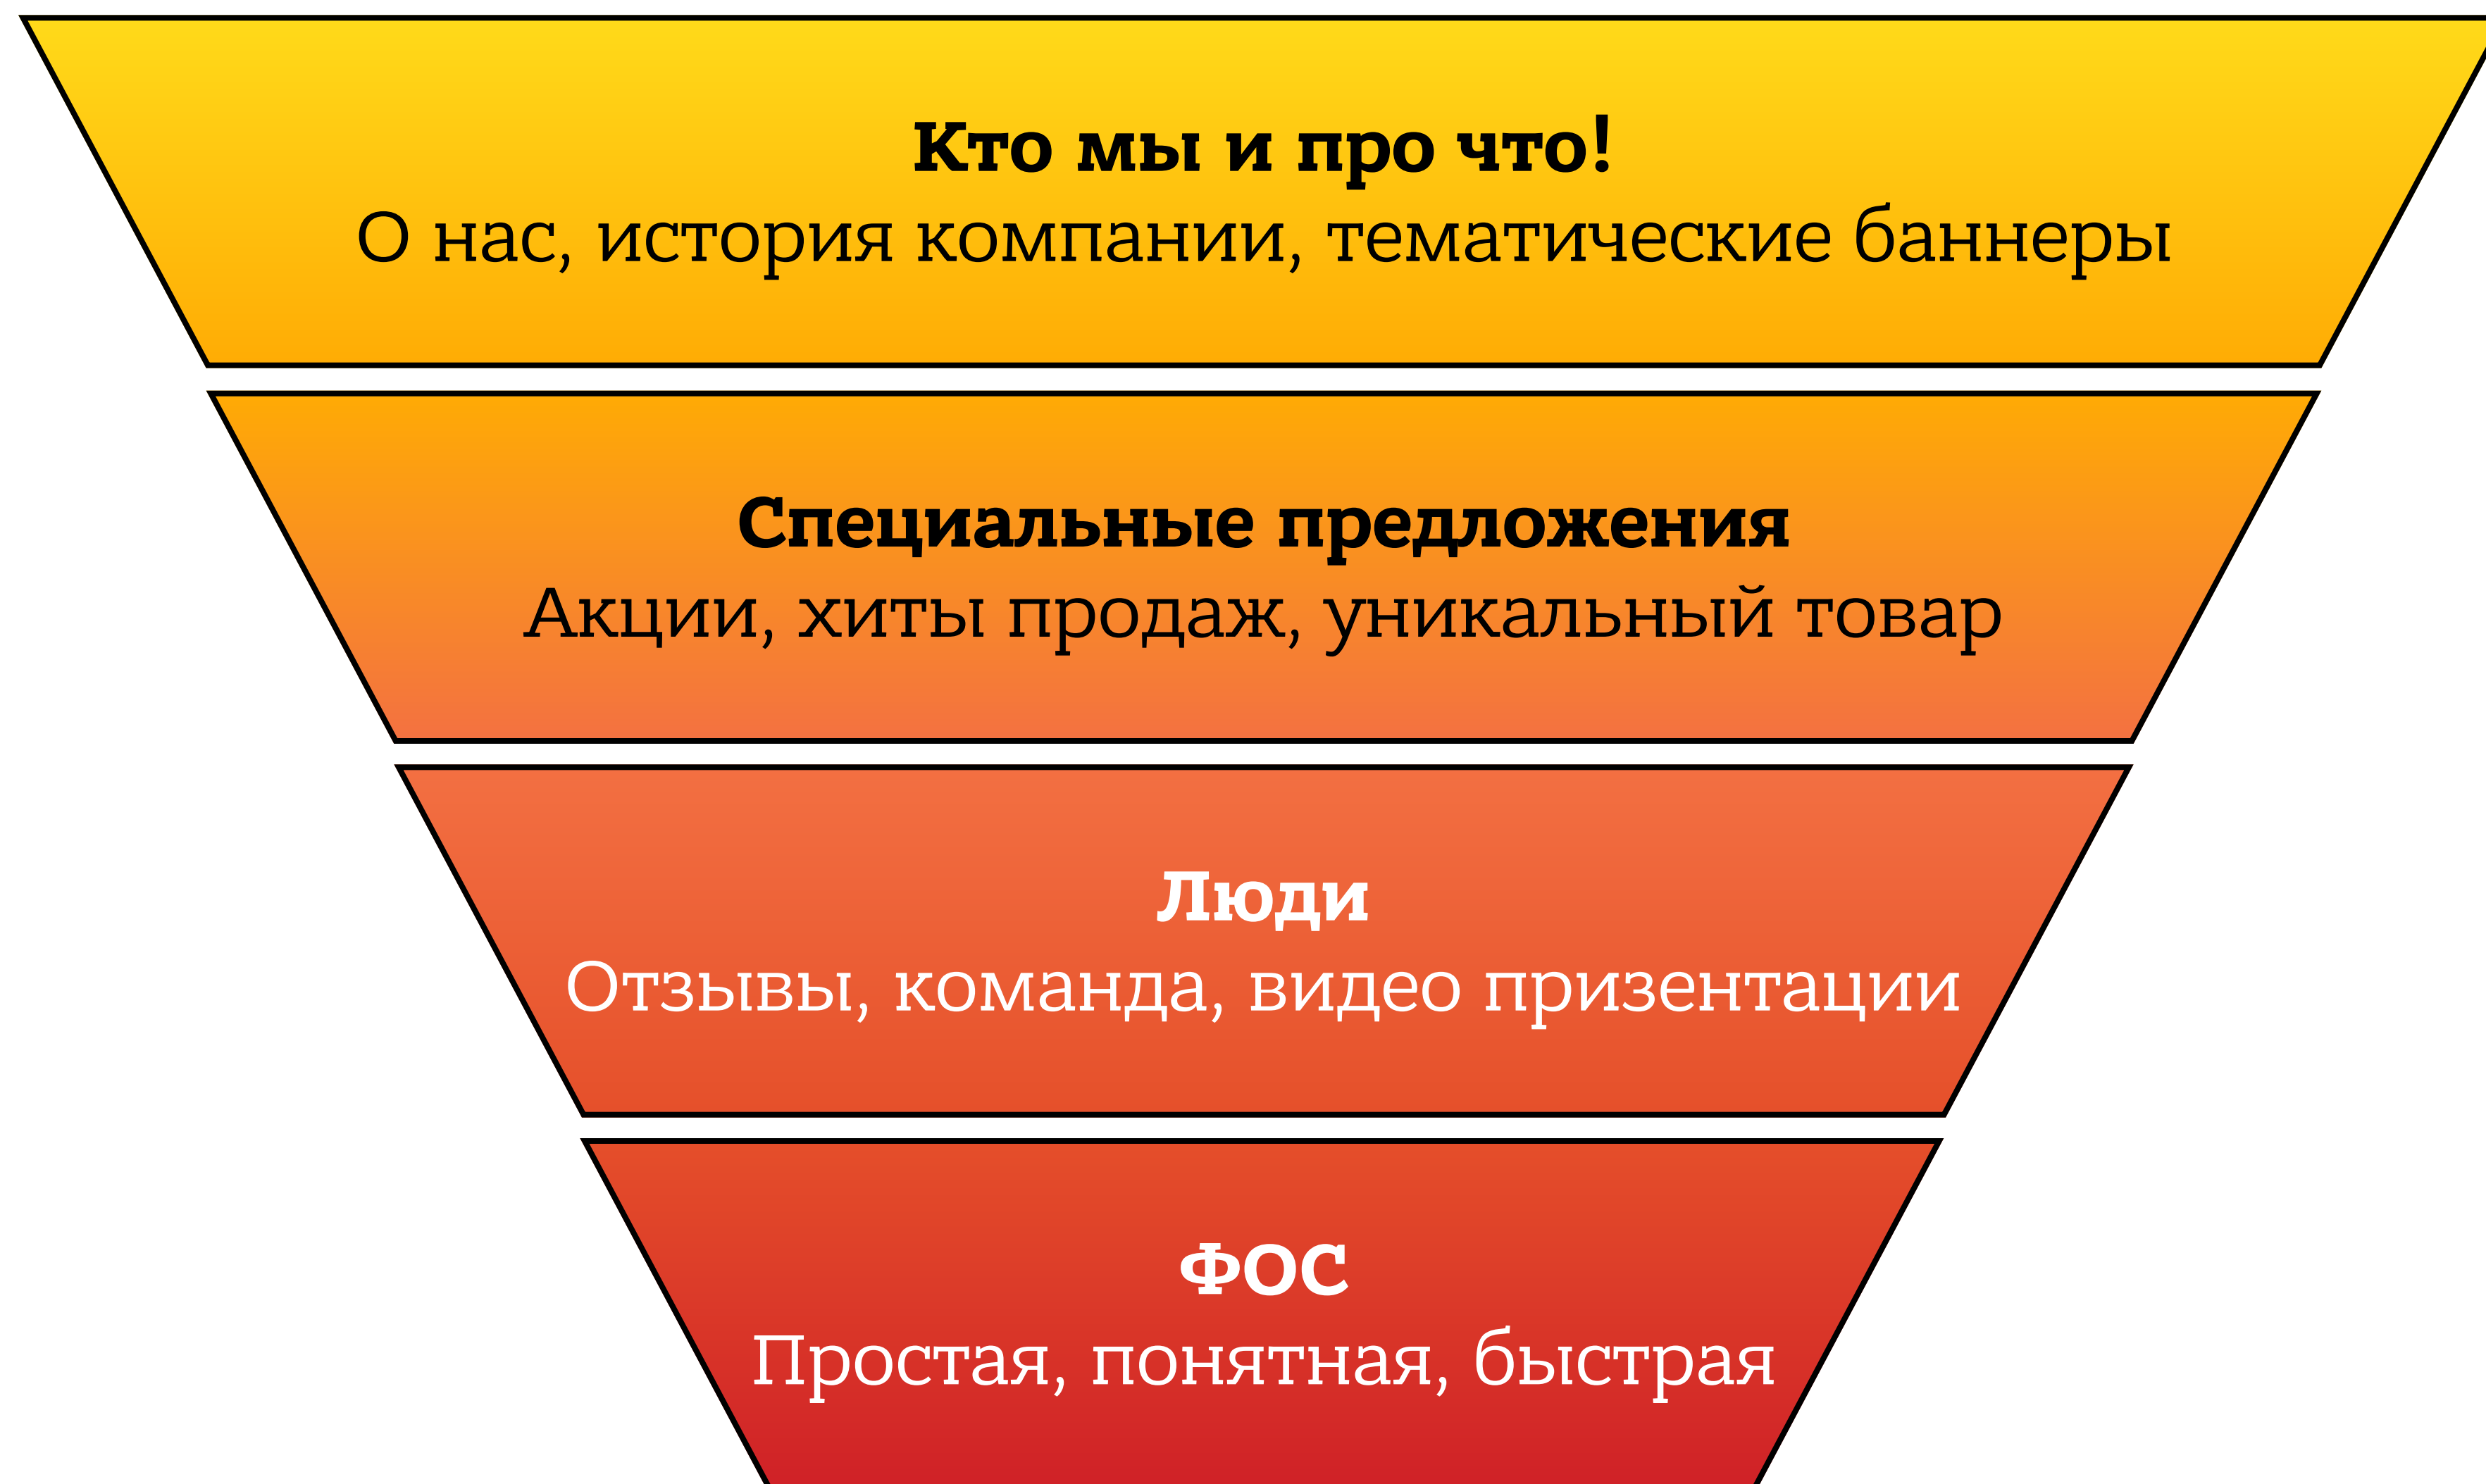 Кто мы и про что!
О нас, история компании, тематические баннеры
Специальные предложения
Акции, хиты продаж, уникальный товар
Люди
Отзывы, команда, видео призентации
ФОС
Простая, понятная, быстрая